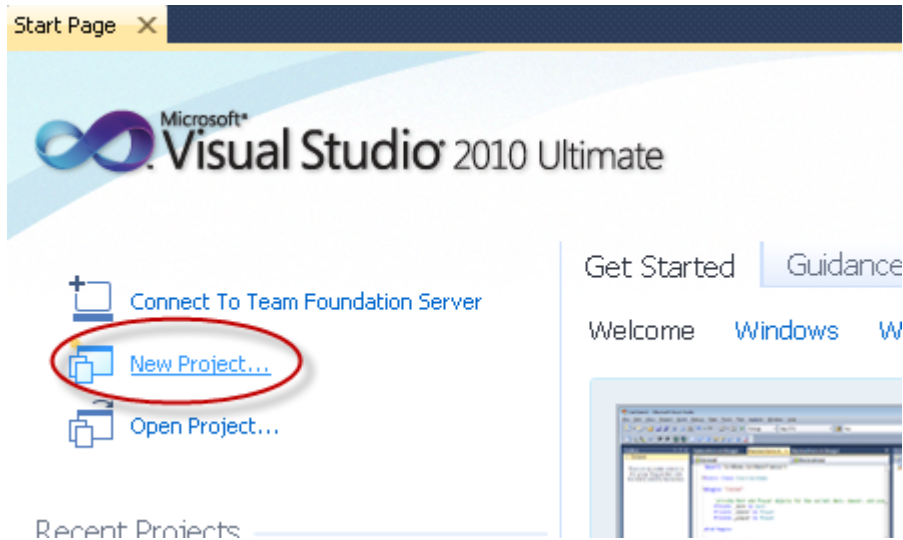 Start Page
Microsoft®
Visual Studio® 2010 Ultimate
Connect To Team Foundation Server
New Project...
Open Project...
Recent Projects
Get Started Guidance
Welcome Windows W